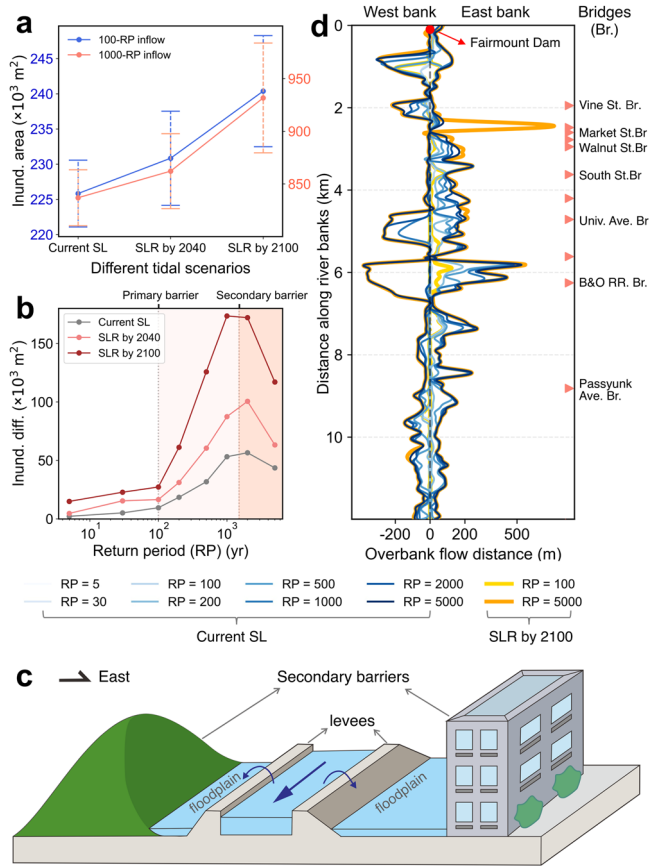 a
100-RP inflow
1000-RP inflow
Inund. area (×10³ m²)
245
240
235
230
225
220
950
900
850
Current SL
SLR by 2040
SLR by 2100
Different tidal scenarios
b
Primary barrier
Secondary barrier
Current SL
SLR by 2040
SLR by 2100
Inund. diff. (×10³ m²)
150
100
50
0
10¹
10²
10³
Return period (RP) (yr)
d
West bank
East bank
Bridges
(Br.)
Fairmount Dam
Distance along river banks (km)
0
2
4
6
8
10
Vine St. Br.
Market St.Br
Walnut St.Br
South St.Br
Univ. Ave. Br
B&O RR. Br.
Passyunk
Ave. Br.
-200
0
200
500
Overbank flow distance (m)
RP = 5
RP = 100
RP = 500
RP = 2000
RP = 100
RP = 30
RP = 200
RP = 1000
RP = 5000
RP = 5000
Current SL
SLR by 2100
c
East
Secondary barriers
levees
floodplain
floodplain